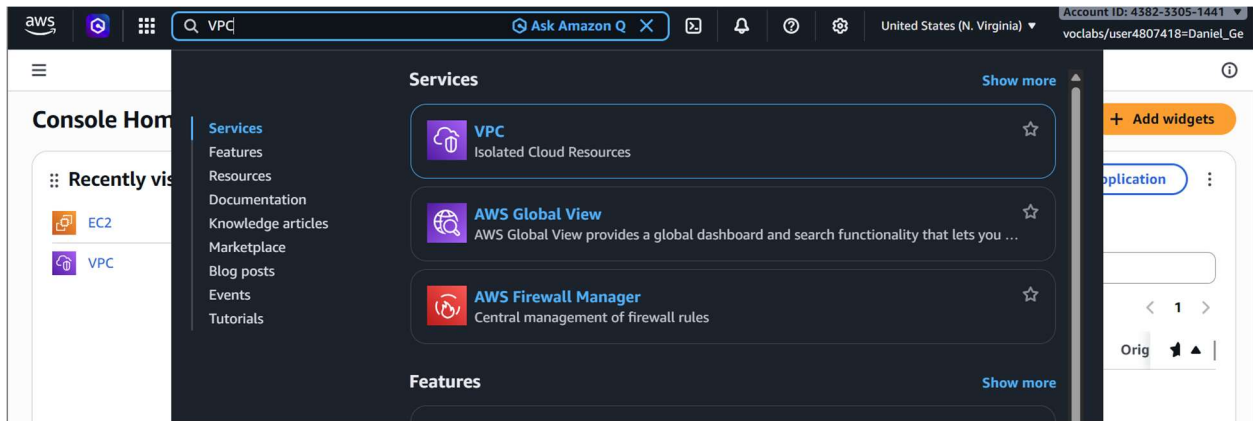 aws
VPC
Ask Amazon Q
United States (N. Virginia) ▼
Account ID: 4382-3305-1441 ▼
voclabs/user4807418=Daniel_Ge
Console Hom
+ Add widgets
Recently vis
EC2
VPC
Services
Features
Resources
Documentation
Knowledge articles
Marketplace
Blog posts
Events
Tutorials
Services
Show more
VPC
Isolated Cloud Resources
AWS Global View
AWS Global View provides a global dashboard and search functionality that lets you ...
AWS Firewall Manager
Central management of firewall rules
Features
Show more
pplication
< 1 >
Orig